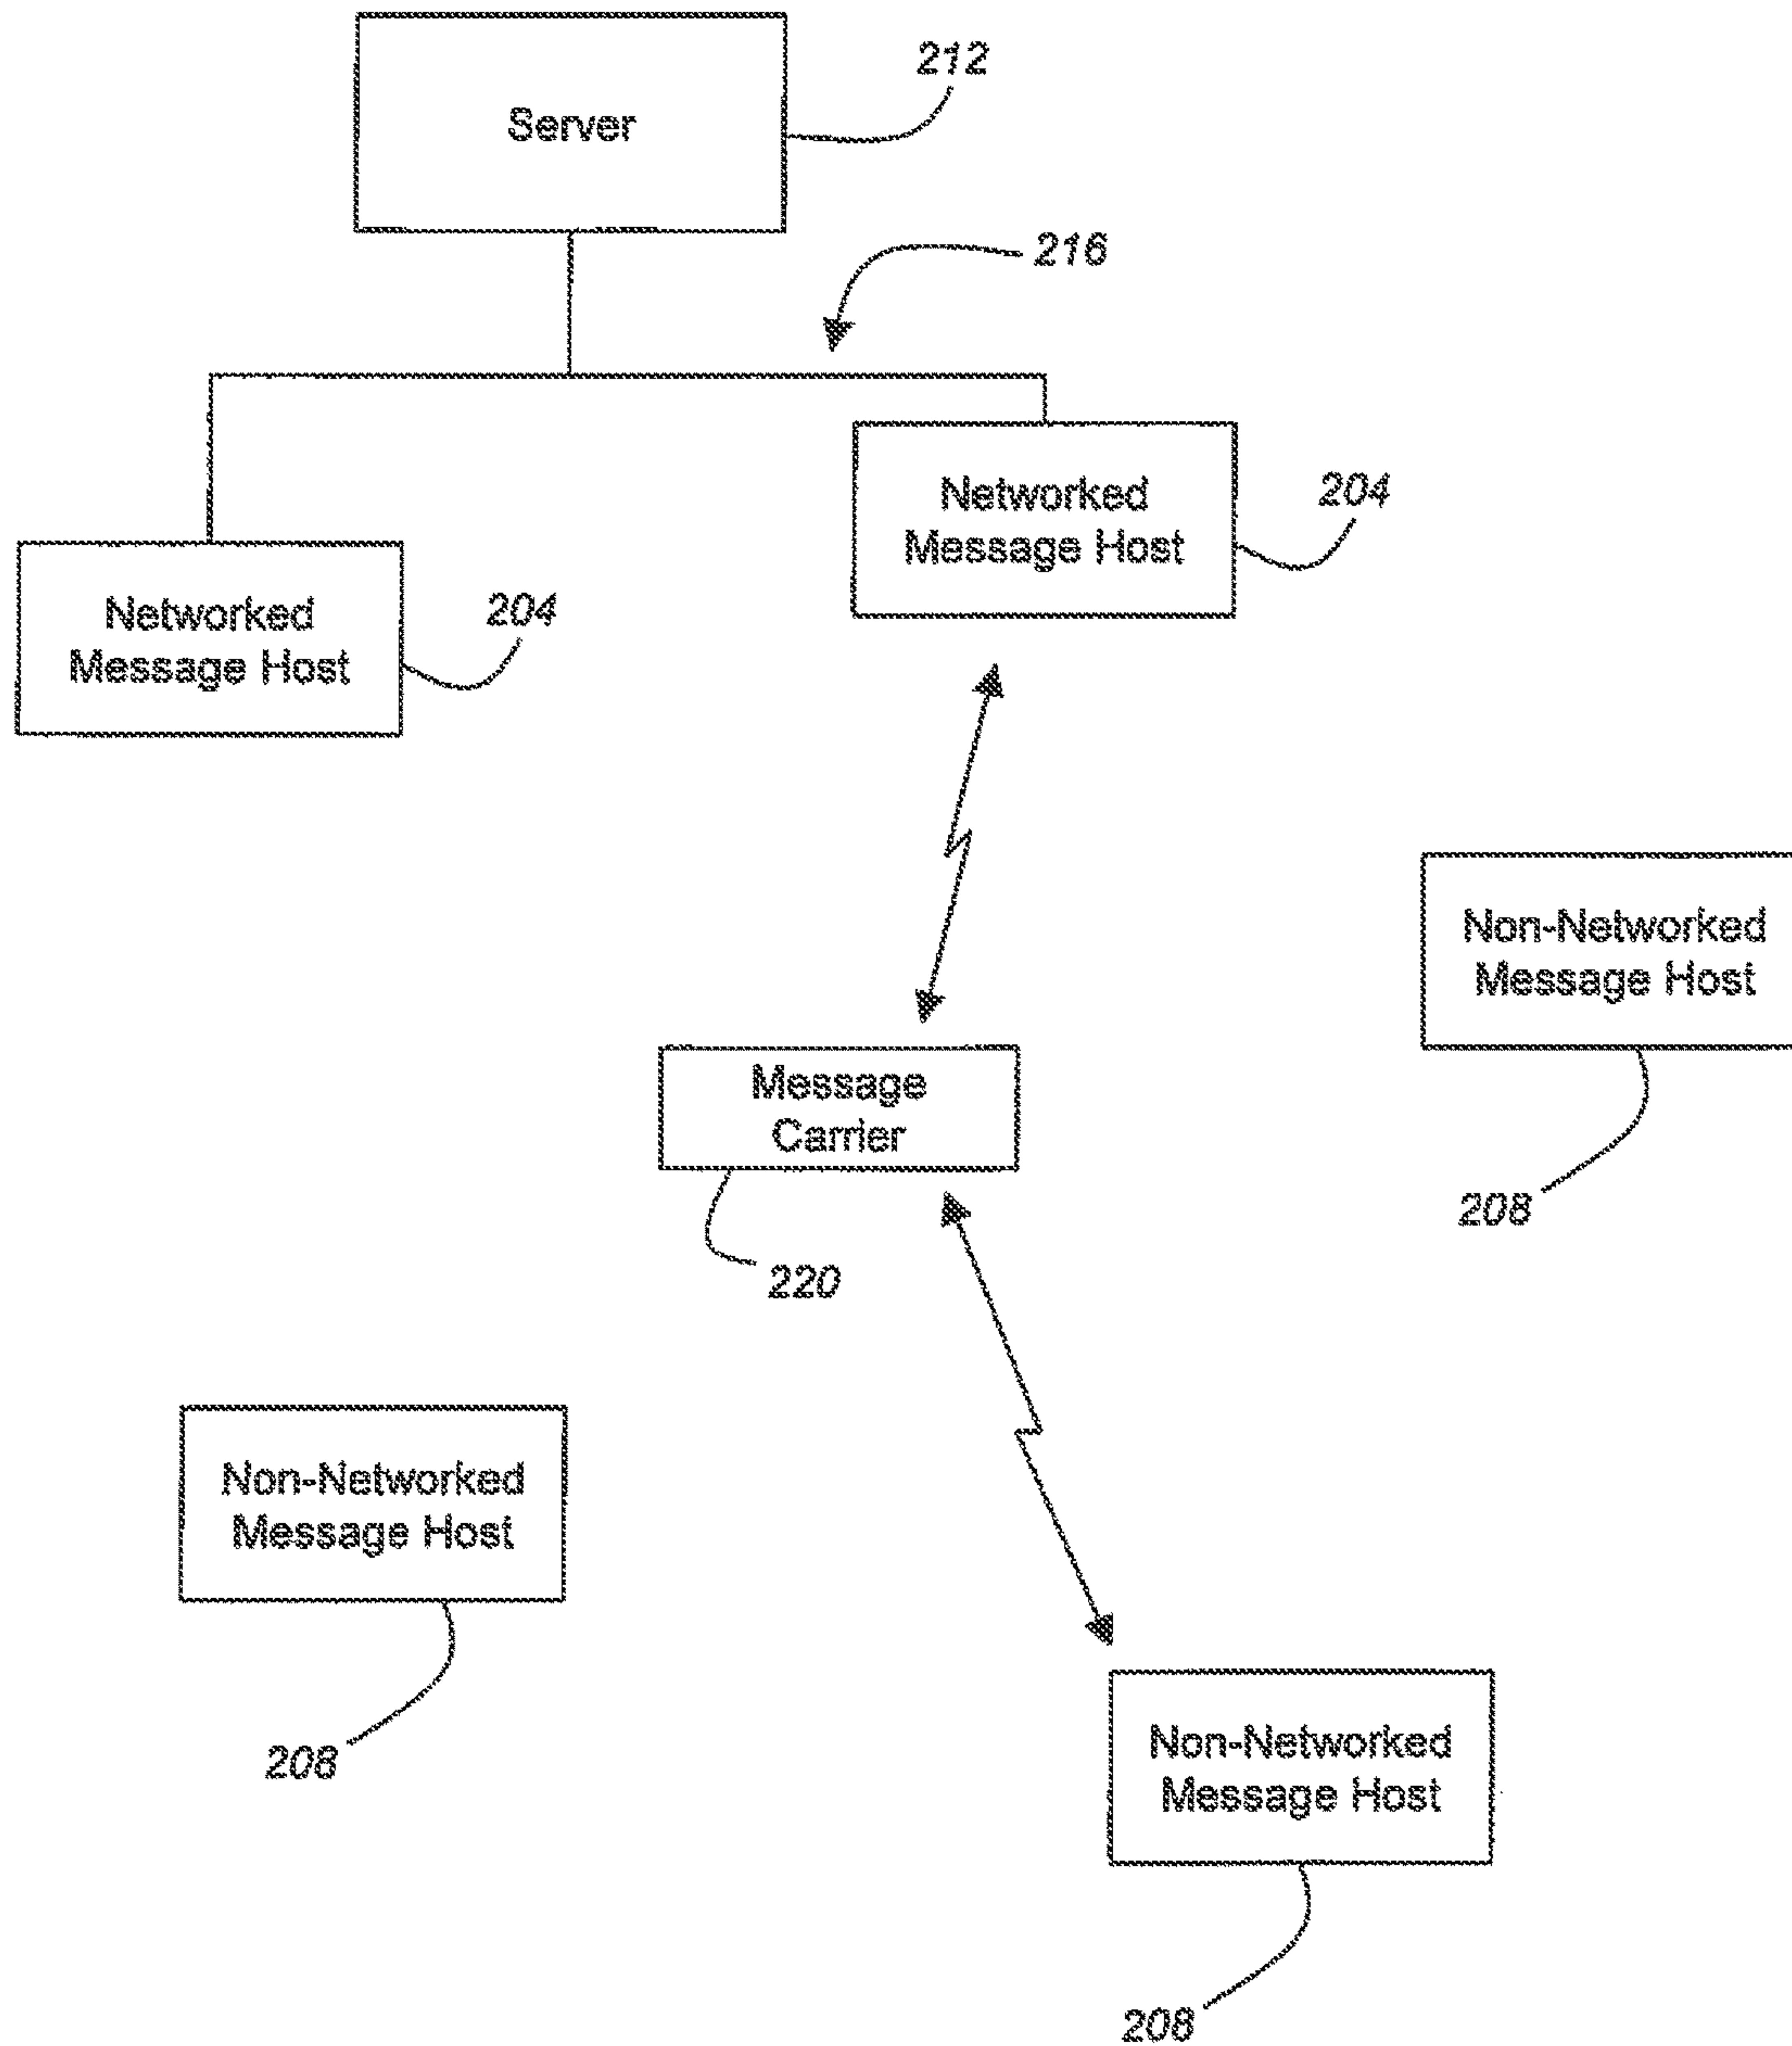 212
Server
216
Networked
Message Host
204
Networked
Message Host
204
Non-Networked
Message Host
208
Message
Carrier
220
Non-Networked
Message Host
208
Non-Networked
Message Host
208